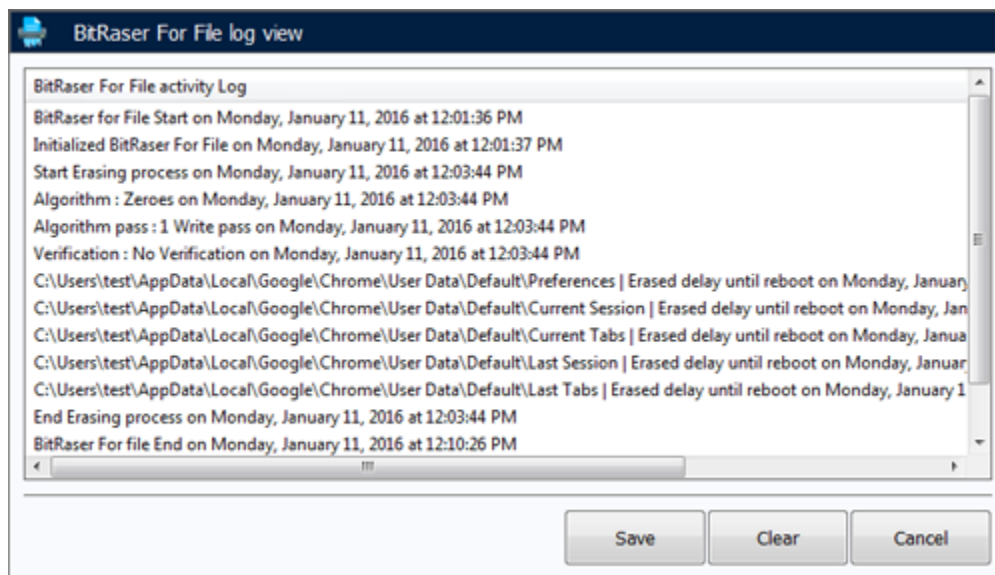 BitRaser For File log view
BitRaser For File activity Log
BitRaser for File Start on Monday, January 11, 2016 at 12:01:36 PM
Initialized BitRaser For File on Monday, January 11, 2016 at 12:01:37 PM
Start Erasing process on Monday, January 11, 2016 at 12:03:44 PM
Algorithm : Zeroes on Monday, January 11, 2016 at 12:03:44 PM
Algorithm pass : 1 Write pass on Monday, January 11, 2016 at 12:03:44 PM
Verification : No Verification on Monday, January 11, 2016 at 12:03:44 PM
C:\Users\test\AppData\Local\Google\Chrome\User Data\Default\Preferences | Erased delay until reboot on Monday, January
C:\Users\test\AppData\Local\Google\Chrome\User Data\Default\Current Session | Erased delay until reboot on Monday, Jan
C:\Users\test\AppData\Local\Google\Chrome\User Data\Default\Current Tabs | Erased delay until reboot on Monday, Janua
C:\Users\test\AppData\Local\Google\Chrome\User Data\Default\Last Session | Erased delay until reboot on Monday, Januar
C:\Users\test\AppData\Local\Google\Chrome\User Data\Default\Last Tabs | Erased delay until reboot on Monday, January 1
End Erasing process on Monday, January 11, 2016 at 12:03:44 PM
BitRaser For file End on Monday, January 11, 2016 at 12:10:26 PM
Save Clear Cancel